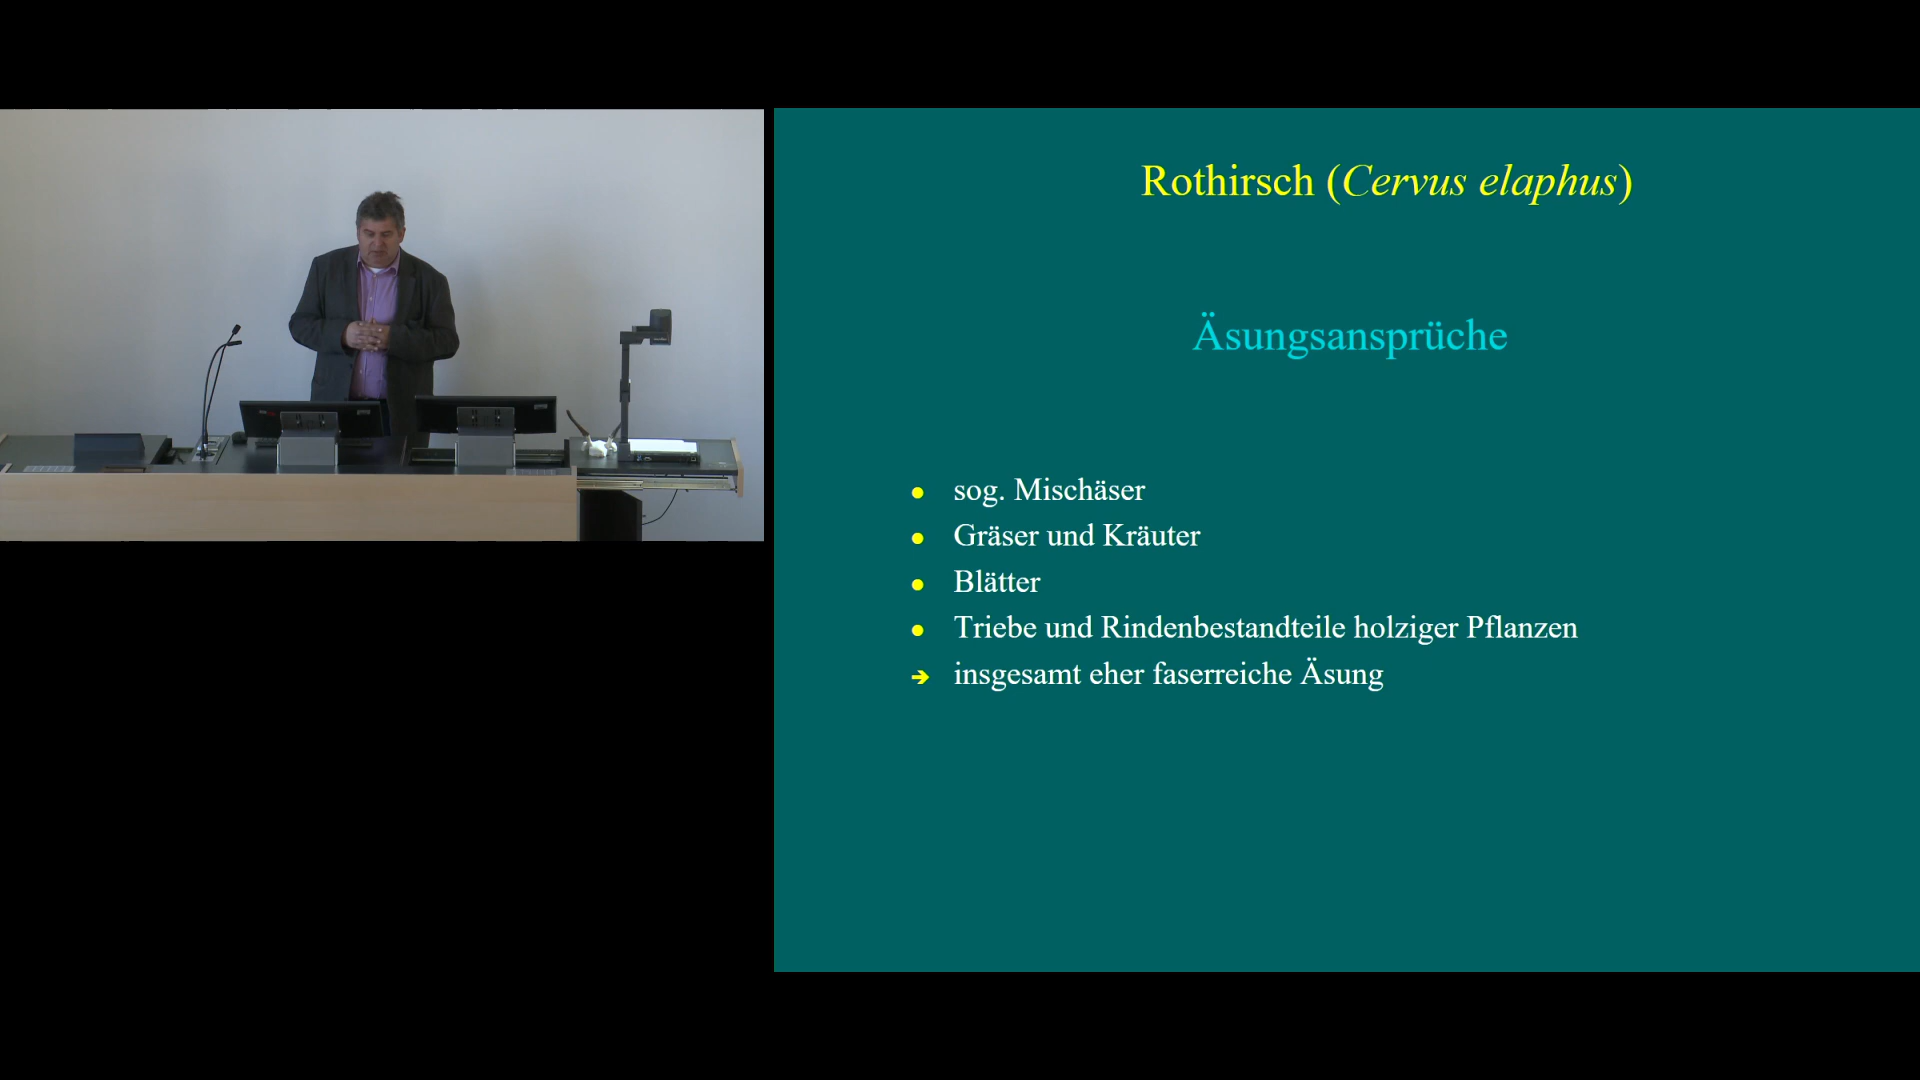 Rothirsch (Cervus elaphus)
Äsungsansprüche
● sog. Mischäser
● Gräser und Kräuter
● Blätter
● Triebe und Rindenbestandteile holziger Pflanzen
➔ insgesamt eher faserreiche Äsung